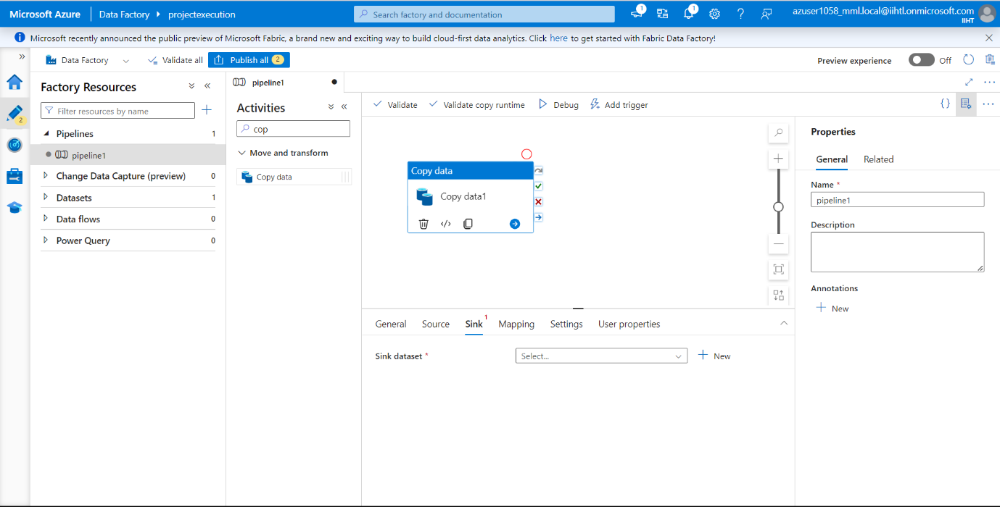 Microsoft Azure
Data Factory
projectexecution
Search factory and documentation
1
1
azuser1058_mml.local@iihtl.onmicrosoft.com
IIHT
Microsoft recently announced the public preview of Microsoft Fabric, a brand new and exciting way to build cloud-first data analytics. Click here to get started with Fabric Data Factory!
Data Factory
Validate all
Publish all 2
Preview experience
Off
2
Factory Resources
Filter resources by name
Pipelines 1
pipeline1
Change Data Capture (preview) 0
Datasets 1
Data flows 0
Power Query 0
pipeline1
Activities
cop
Move and transform
Copy data
Validate
Validate copy runtime
Debug
Add trigger
{}
Copy data
Copy data1
General
Source
Sink 1
Mapping
Settings
User properties
Sink dataset *
Select...
New
Properties
General
Related
Name *
pipeline1
Description
Annotations
New